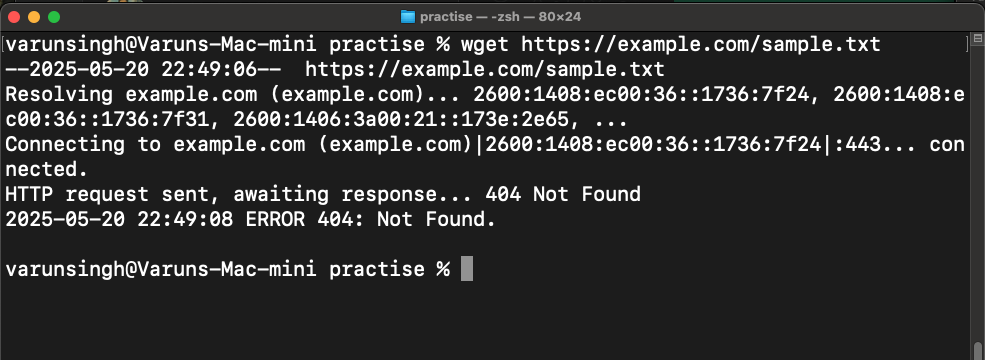 practise — -zsh — 80×24
varunsingh@Varuns-Mac-mini practise % wget https://example.com/sample.txt
--2025-05-20 22:49:06--  https://example.com/sample.txt
Resolving example.com (example.com)... 2600:1408:ec00:36::1736:7f24, 2600:1408:e
c00:36::1736:7f31, 2600:1406:3a00:21::173e:2e65, ...
Connecting to example.com (example.com)|2600:1408:ec00:36::1736:7f24|:443... con
nected.
HTTP request sent, awaiting response... 404 Not Found
2025-05-20 22:49:08 ERROR 404: Not Found.
varunsingh@Varuns-Mac-mini practise %